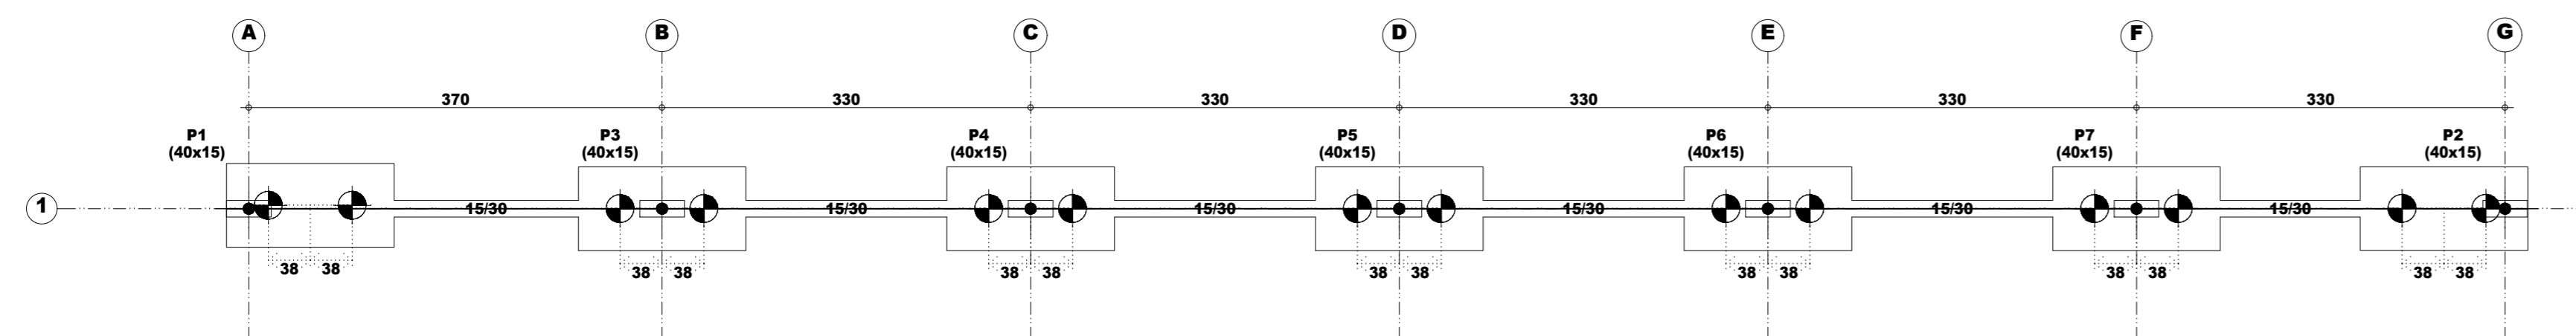 A B C D E F G
370 330 330 330 330 330
P1 P3 P4 P5 P6 P7 P2
(40x15) (40x15) (40x15) (40x15) (40x15) (40x15) (40x15)
1 15/30 15/30 15/30 15/30 15/30 15/30
38 38 38 38 38 38 38 38 38 38 38 38 38 38